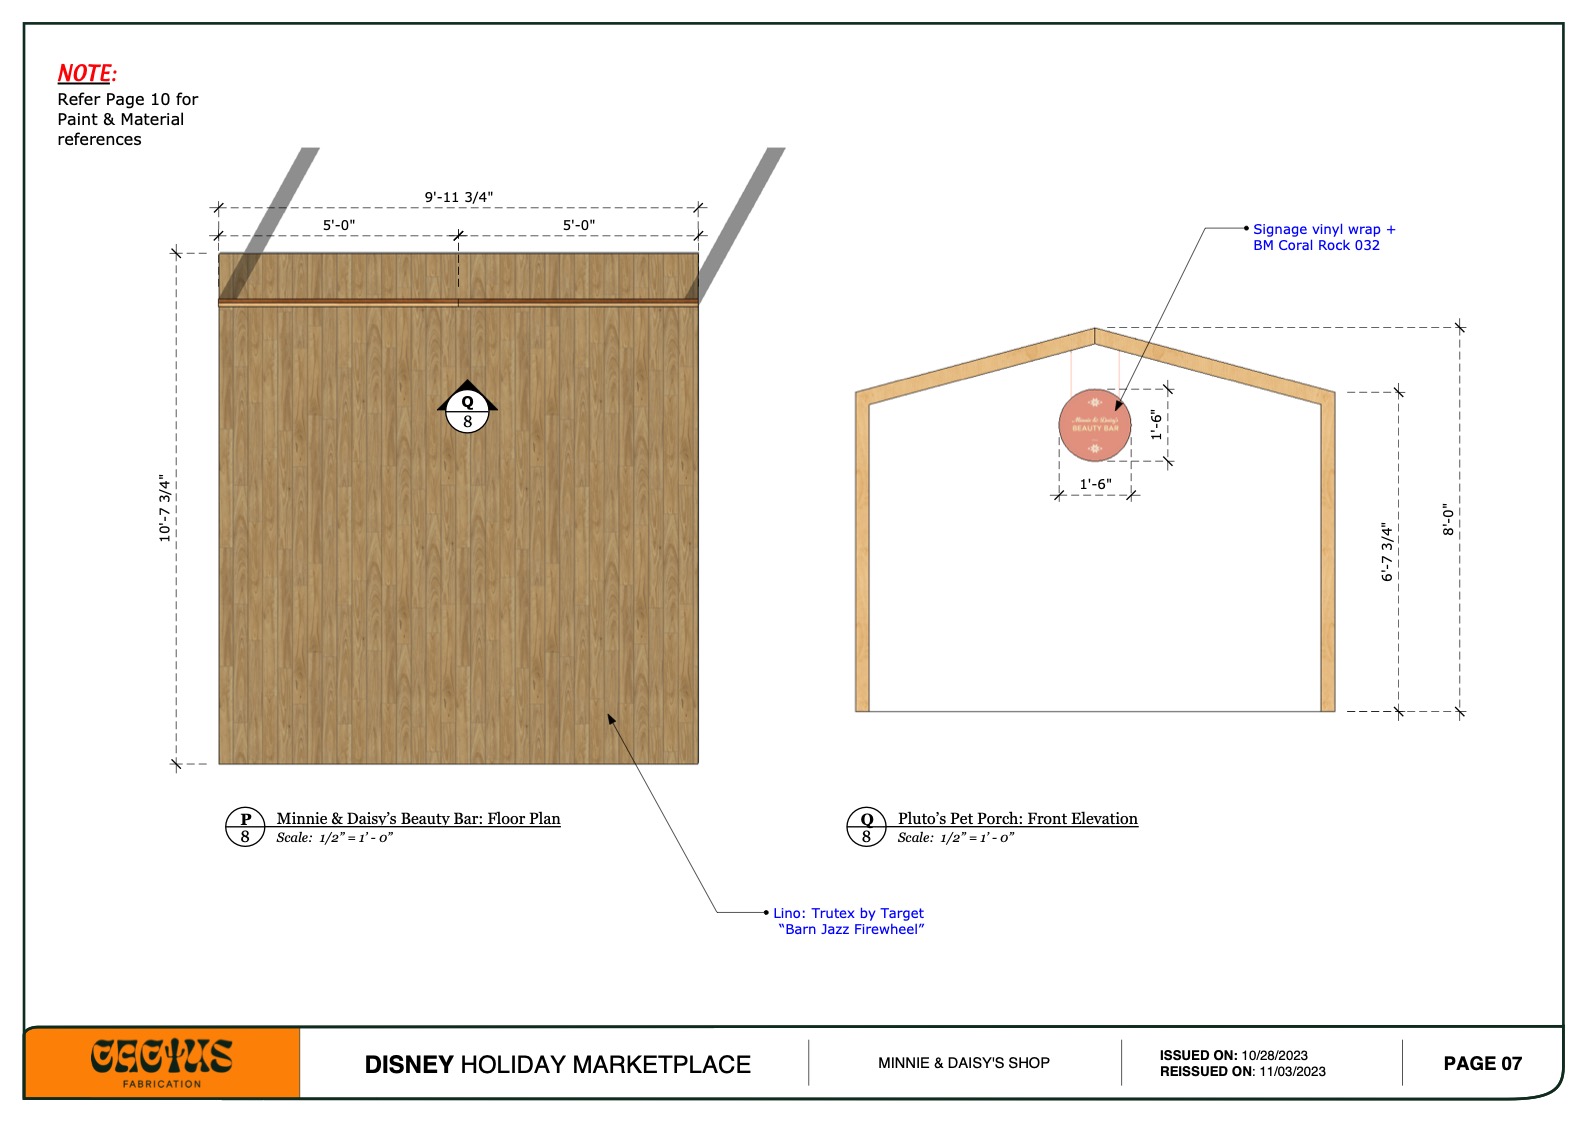 NOTE:
Refer Page 10 for
Paint & Material
references
9'-11 3/4"
5'-0"
5'-0"
10'-7 3/4"
Q
8
Signage vinyl wrap +
BM Coral Rock 032
Minnie & Daisy's
BEAUTY BAR
1'-6"
1'-6"
6'-7 3/4"
8'-0"
P
8
Minnie & Daisy's Beauty Bar: Floor Plan
Scale: 1/2" = 1' - 0"
Q
8
Pluto's Pet Porch: Front Elevation
Scale: 1/2" = 1' - 0"
Lino: Trutex by Target
"Barn Jazz Firewheel"
CACTUS
FABRICATION
DISNEY HOLIDAY MARKETPLACE
MINNIE & DAISY'S SHOP
ISSUED ON: 10/28/2023
REISSUED ON: 11/03/2023
PAGE 07